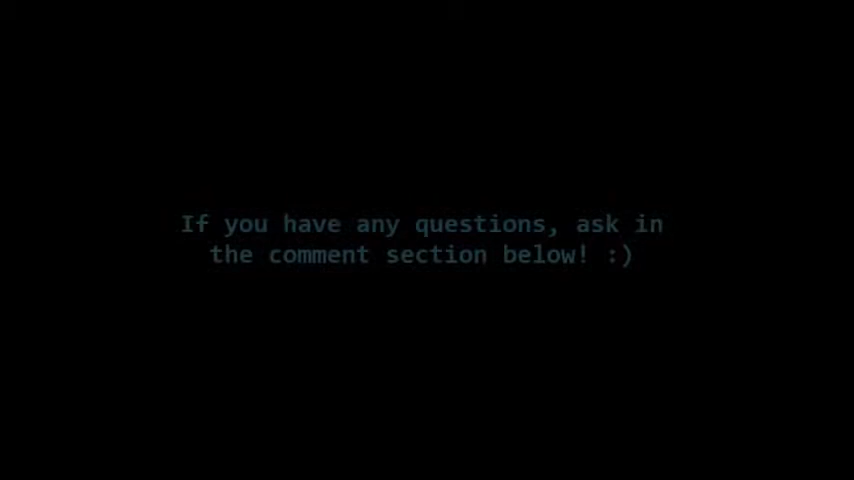 If you have any questions, ask in
the comment section below! :)